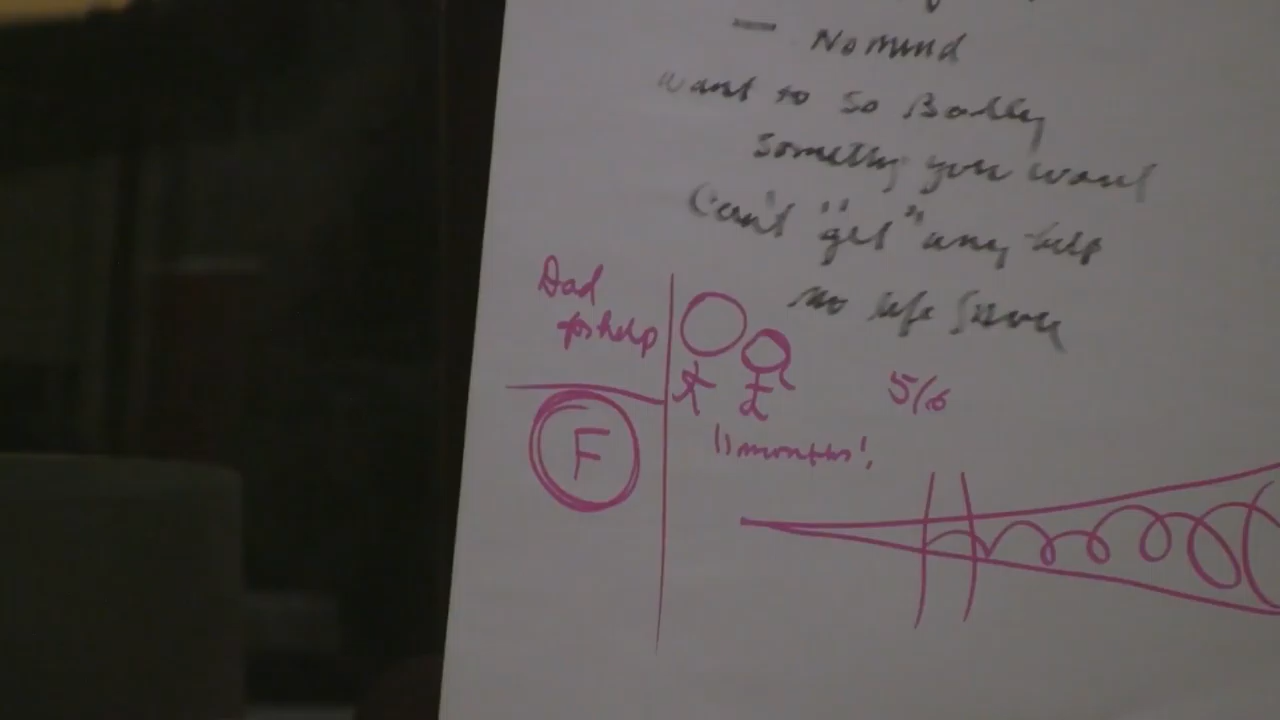 — No mind
want to so Badly
Something you want
Can't "get" any help
no life
Dad
for help
5/6
11 months!
F